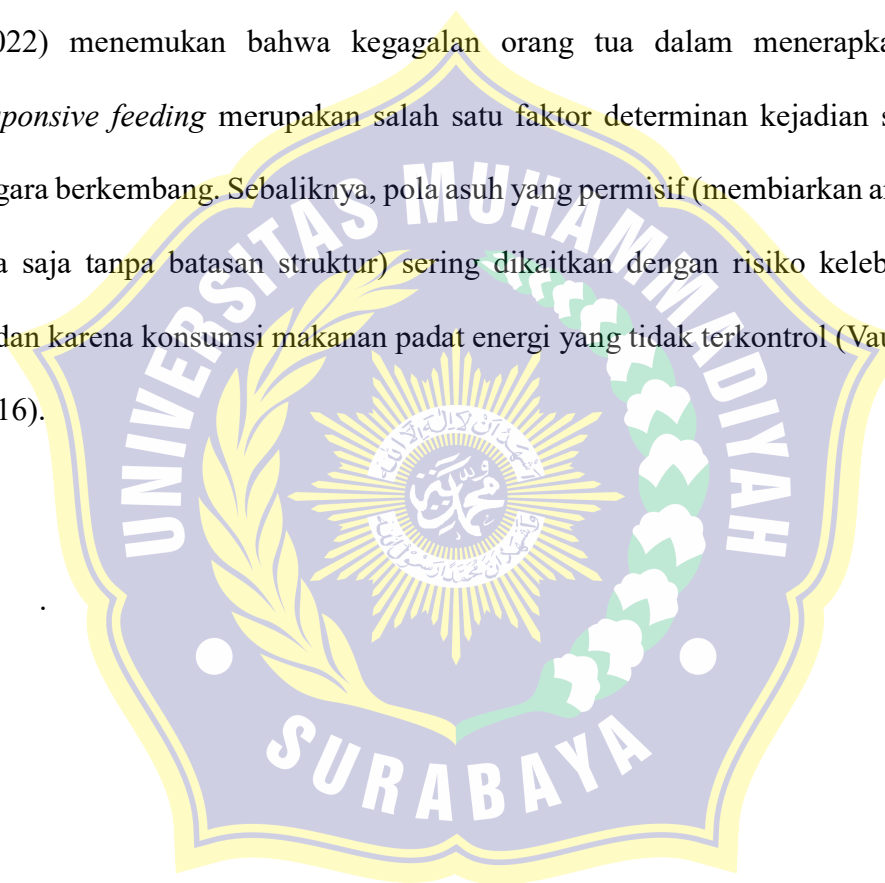 022) menemukan bahwa kegagalan orang tua dalam menerapka
ponsive feeding merupakan salah satu faktor determinan kejadian s
gara berkembang. Sebaliknya, pola asuh yang permisif (membiarkan a
a saja tanpa batasan struktur) sering dikaitkan dengan risiko keleb
dan karena konsumsi makanan padat energi yang tidak terkontrol (Vau
16).
.
UNIVERSITAS MUHAMMADIYAH
SURABAYA